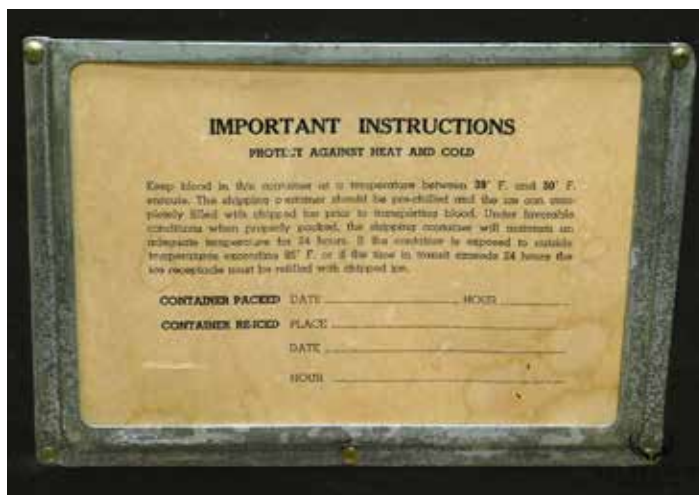 IMPORTANT INSTRUCTIONS
PROTECT AGAINST HEAT AND COLD
Keep blood in this container at a temperature between 39° F. and 50° F.
enroute. The shipping container should be pre-chilled and the ice can com-
pletely filled with chipped ice prior to transporting blood. Under favorable
conditions when properly packed, the shipping container will maintain an
adequate temperature for 24 hours. If the container is exposed to outside
temperatures exceeding 85° F. or if the time in transit exceeds 24 hours the
ice receptacle must be refilled with chipped ice.
CONTAINER PACKED DATE HOUR
CONTAINER RE-ICED PLACE
DATE
HOUR